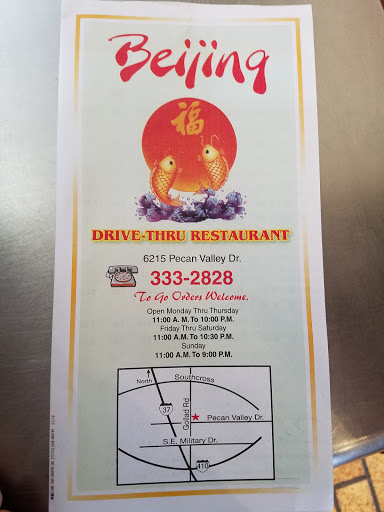 Beijing
福
DRIVE-THRU RESTAURANT
6215 Pecan Valley Dr.
333-2828
To Go Orders Welcome.
Open Monday Thru Thursday
11:00 A. M. To 10:00 P.M.
Friday Thru Saturday
11:00 A.M. To 10:30 P.M.
Sunday
11:00 A.M. To 9:00 P.M.
North
Southcross
37
Goliad Rd
Pecan Valley Dr.
S.E. Military Dr.
410